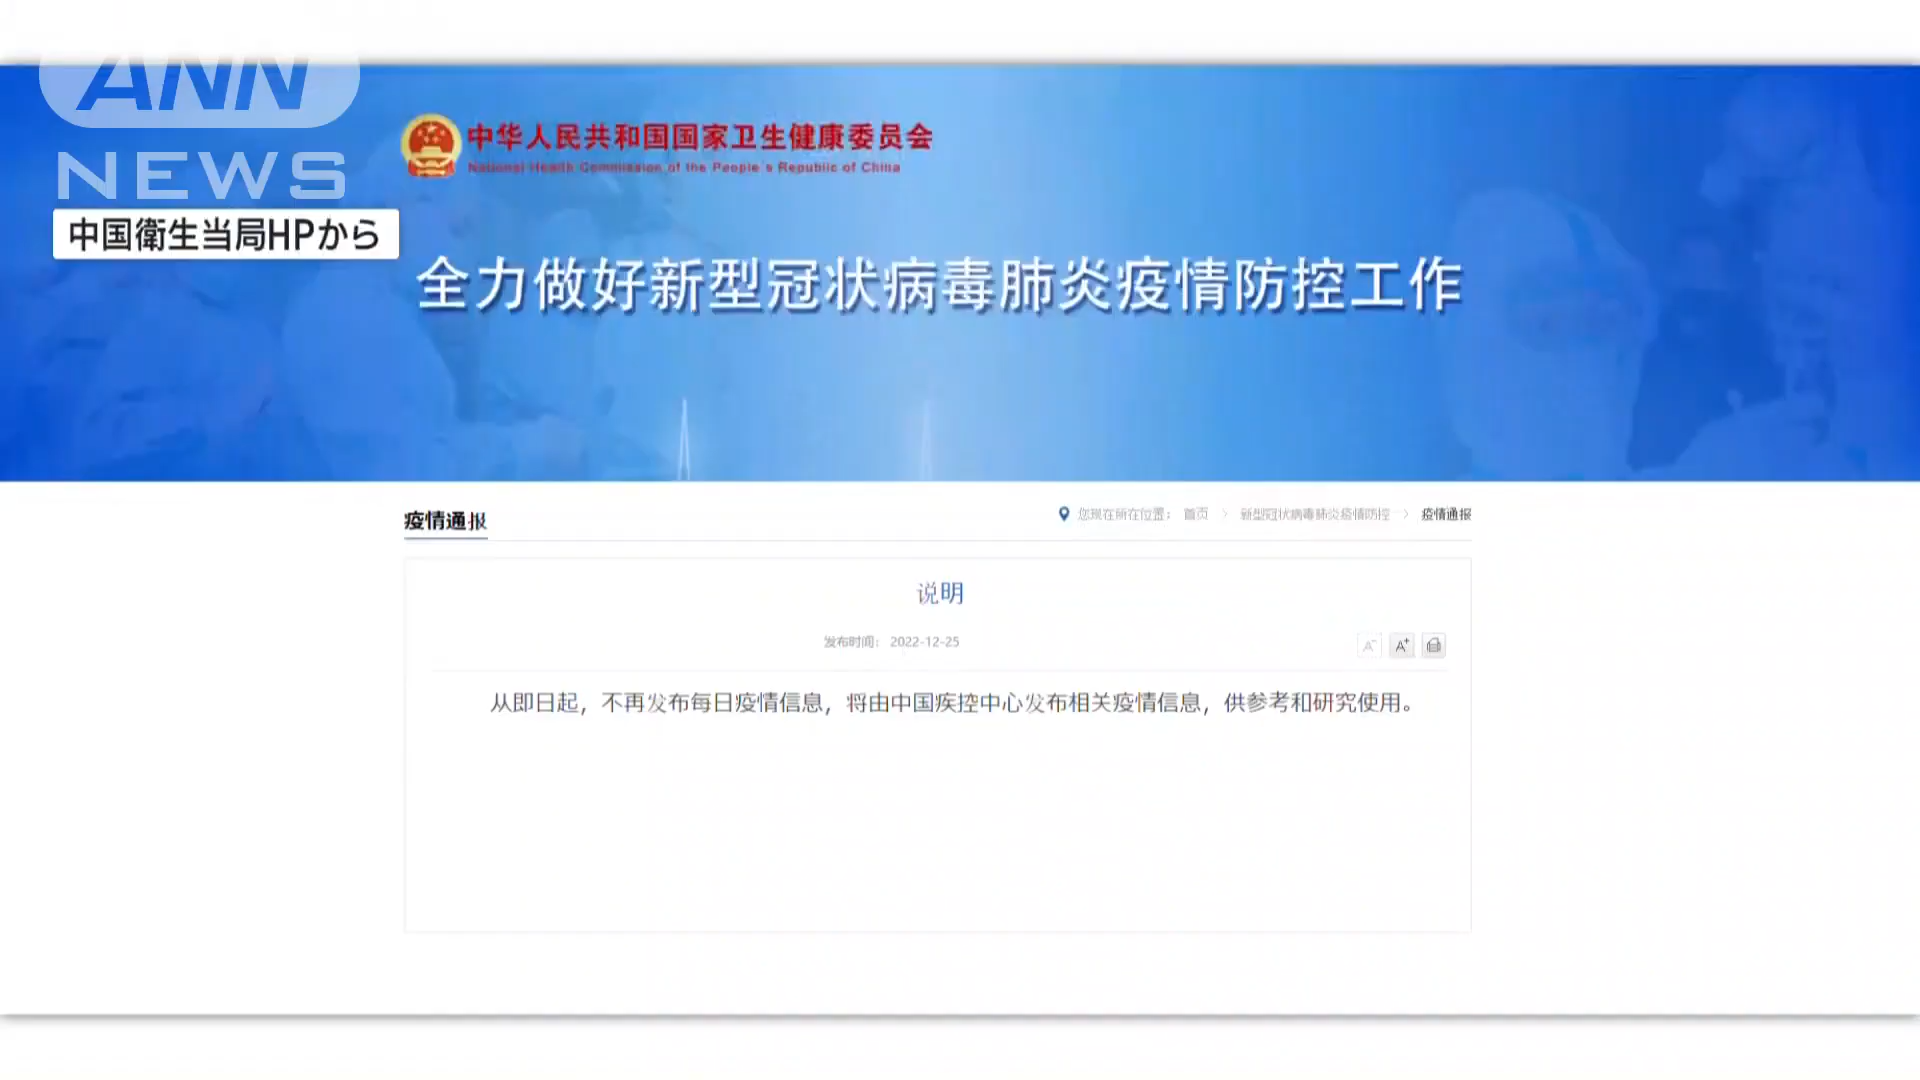 ANN
NEWS
中国衛生当局HPから
中华人民共和国国家卫生健康委员会
National Health Commission of the People's Republic of China
全力做好新型冠状病毒肺炎疫情防控工作
疫情通报
您现在所在位置： 首页 > 新型冠状病毒肺炎疫情防控 > 疫情通报
说明
发布时间： 2022-12-25
A- A+
从即日起，不再发布每日疫情信息，将由中国疾控中心发布相关疫情信息，供参考和研究使用。